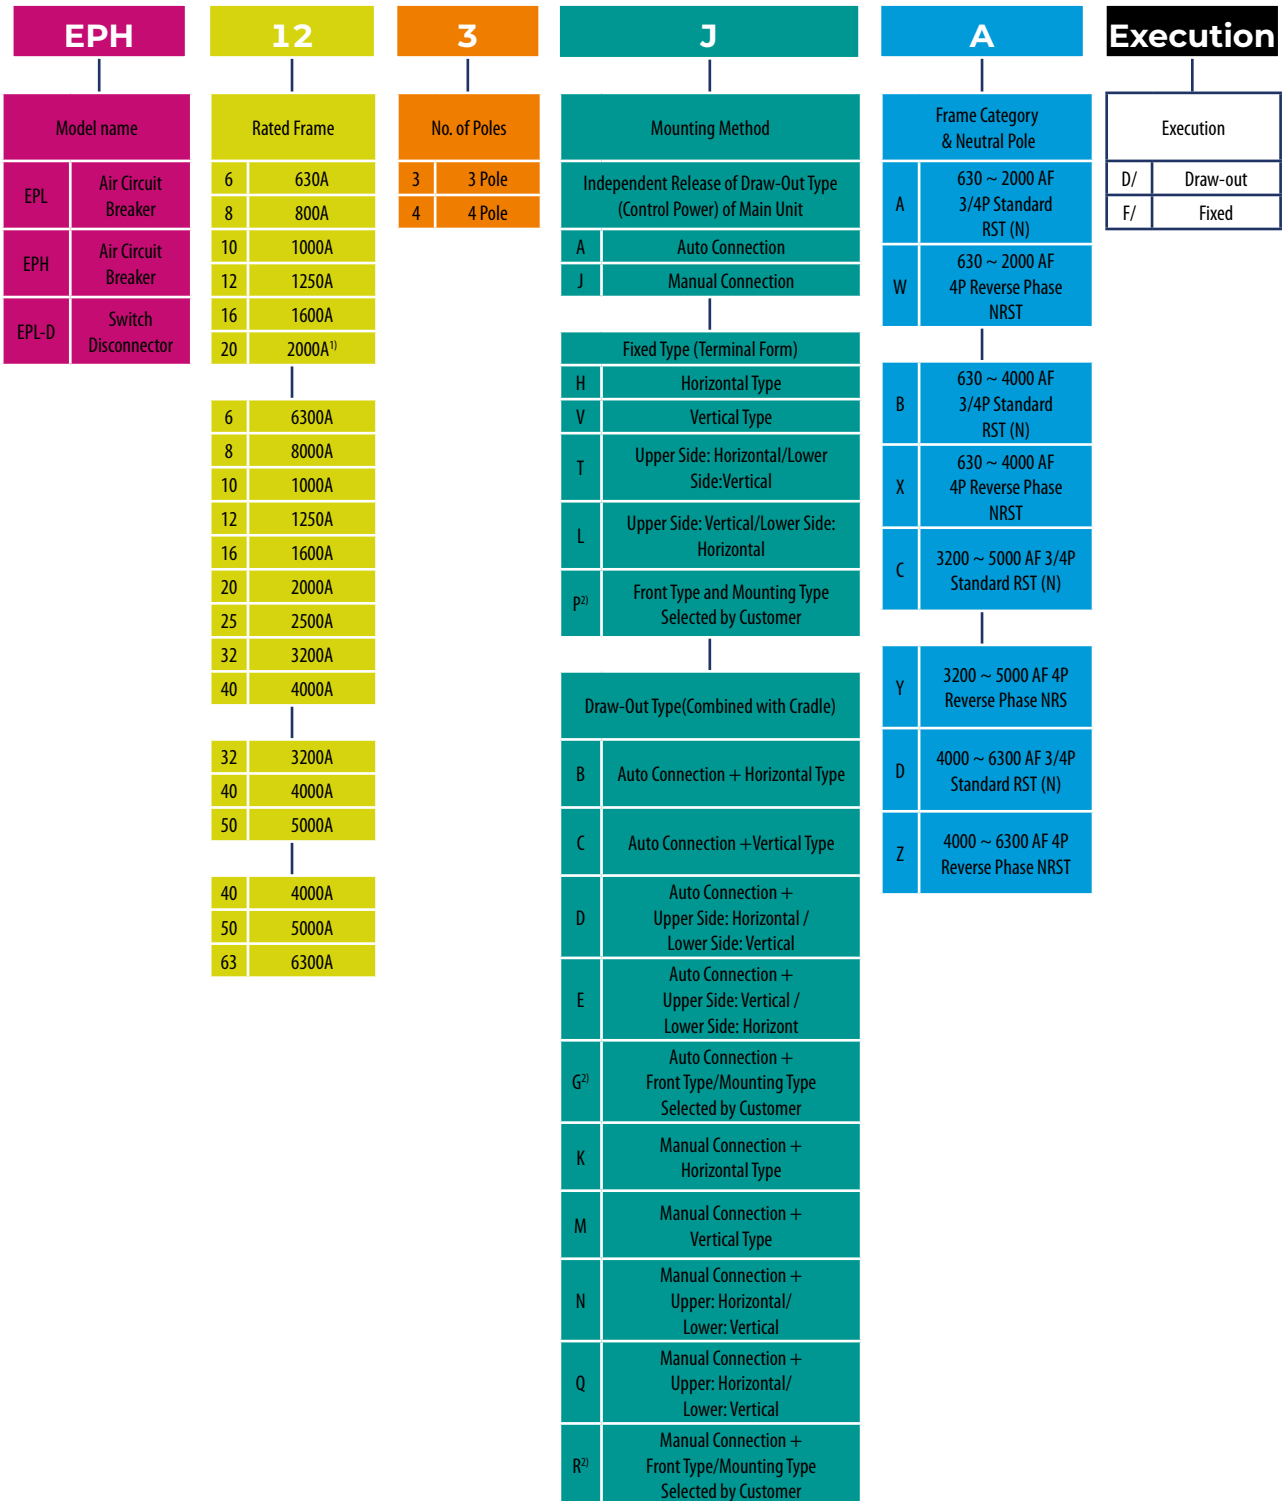 EPH
Model name
EPL
Air Circuit
Breaker
EPH
Air Circuit
Breaker
EPL-D
Switch
Disconnector
12
Rated Frame
6 630A
8 800A
10 1000A
12 1250A
16 1600A
20 2000A1)
6 6300A
8 8000A
10 1000A
12 1250A
16 1600A
20 2000A
25 2500A
32 3200A
40 4000A
32 3200A
40 4000A
50 5000A
40 4000A
50 5000A
63 6300A
3
No. of Poles
3 3 Pole
4 4 Pole
J
Mounting Method
Independent Release of Draw-Out Type
(Control Power) of Main Unit
A Auto Connection
J Manual Connection
Fixed Type (Terminal Form)
H Horizontal Type
V Vertical Type
T
Upper Side: Horizontal/Lower
Side:Vertical
L
Upper Side: Vertical/Lower Side:
Horizontal
P2)
Front Type and Mounting Type
Selected by Customer
Draw-Out Type(Combined with Cradle)
B Auto Connection + Horizontal Type
C Auto Connection +Vertical Type
D
Auto Connection +
Upper Side: Horizontal /
Lower Side: Vertical
E
Auto Connection +
Upper Side: Vertical /
Lower Side: Horizont
G2)
Auto Connection +
Front Type/Mounting Type
Selected by Customer
K
Manual Connection +
Horizontal Type
M
Manual Connection +
Vertical Type
N
Manual Connection +
Upper: Horizontal/
Lower: Vertical
Q
Manual Connection +
Upper: Horizontal/
Lower: Vertical
R2)
Manual Connection +
Front Type/Mounting Type
Selected by Customer
A
Frame Category
& Neutral Pole
A
630 ~ 2000 AF
3/4P Standard
RST (N)
W
630 ~ 2000 AF
4P Reverse Phase
NRST
B
630 ~ 4000 AF
3/4P Standard
RST (N)
X
630 ~ 4000 AF
4P Reverse Phase
NRST
C
3200 ~ 5000 AF 3/4P
Standard RST (N)
Y
3200 ~ 5000 AF 4P
Reverse Phase NRS
D
4000 ~ 6300 AF 3/4P
Standard RST (N)
Z
4000 ~ 6300 AF 4P
Reverse Phase NRST
Execution
Execution
D/ Draw-out
F/ Fixed